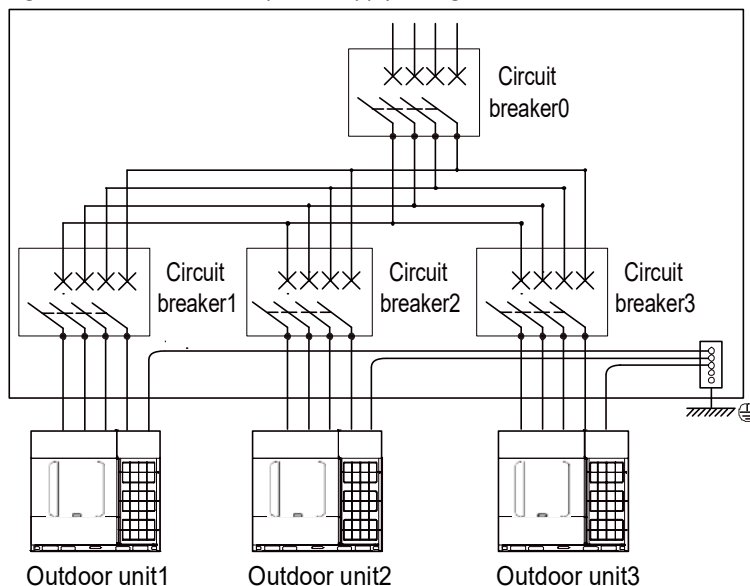 Circuit
breaker0
Circuit
breaker1
Circuit
breaker2
Circuit
breaker3
Outdoor unit1
Outdoor unit2
Outdoor unit3